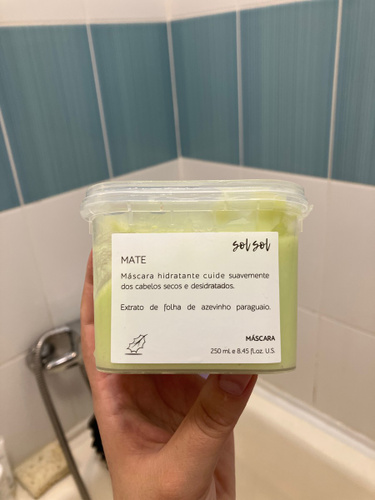 sol sol
MATE
Máscara hidratante cuide suavemente
dos cabelos secos e desidratados.
Extrato de folha de azevinho paraguaio.
MÁSCARA
250 mL e 8.45 fl.oz. U.S